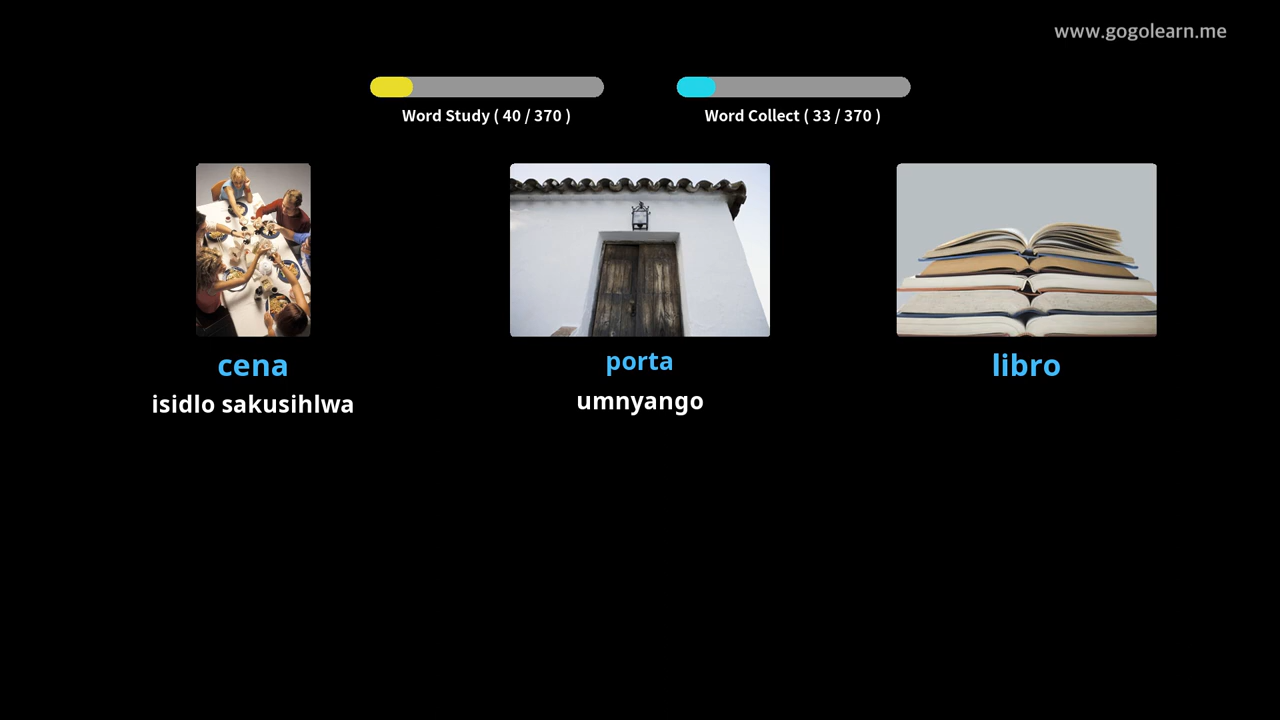 www.gogolearn.me
Word Study ( 40 / 370 )
Word Collect ( 33 / 370 )
cena
porta
libro
isidlo sakusihlwa
umnyango